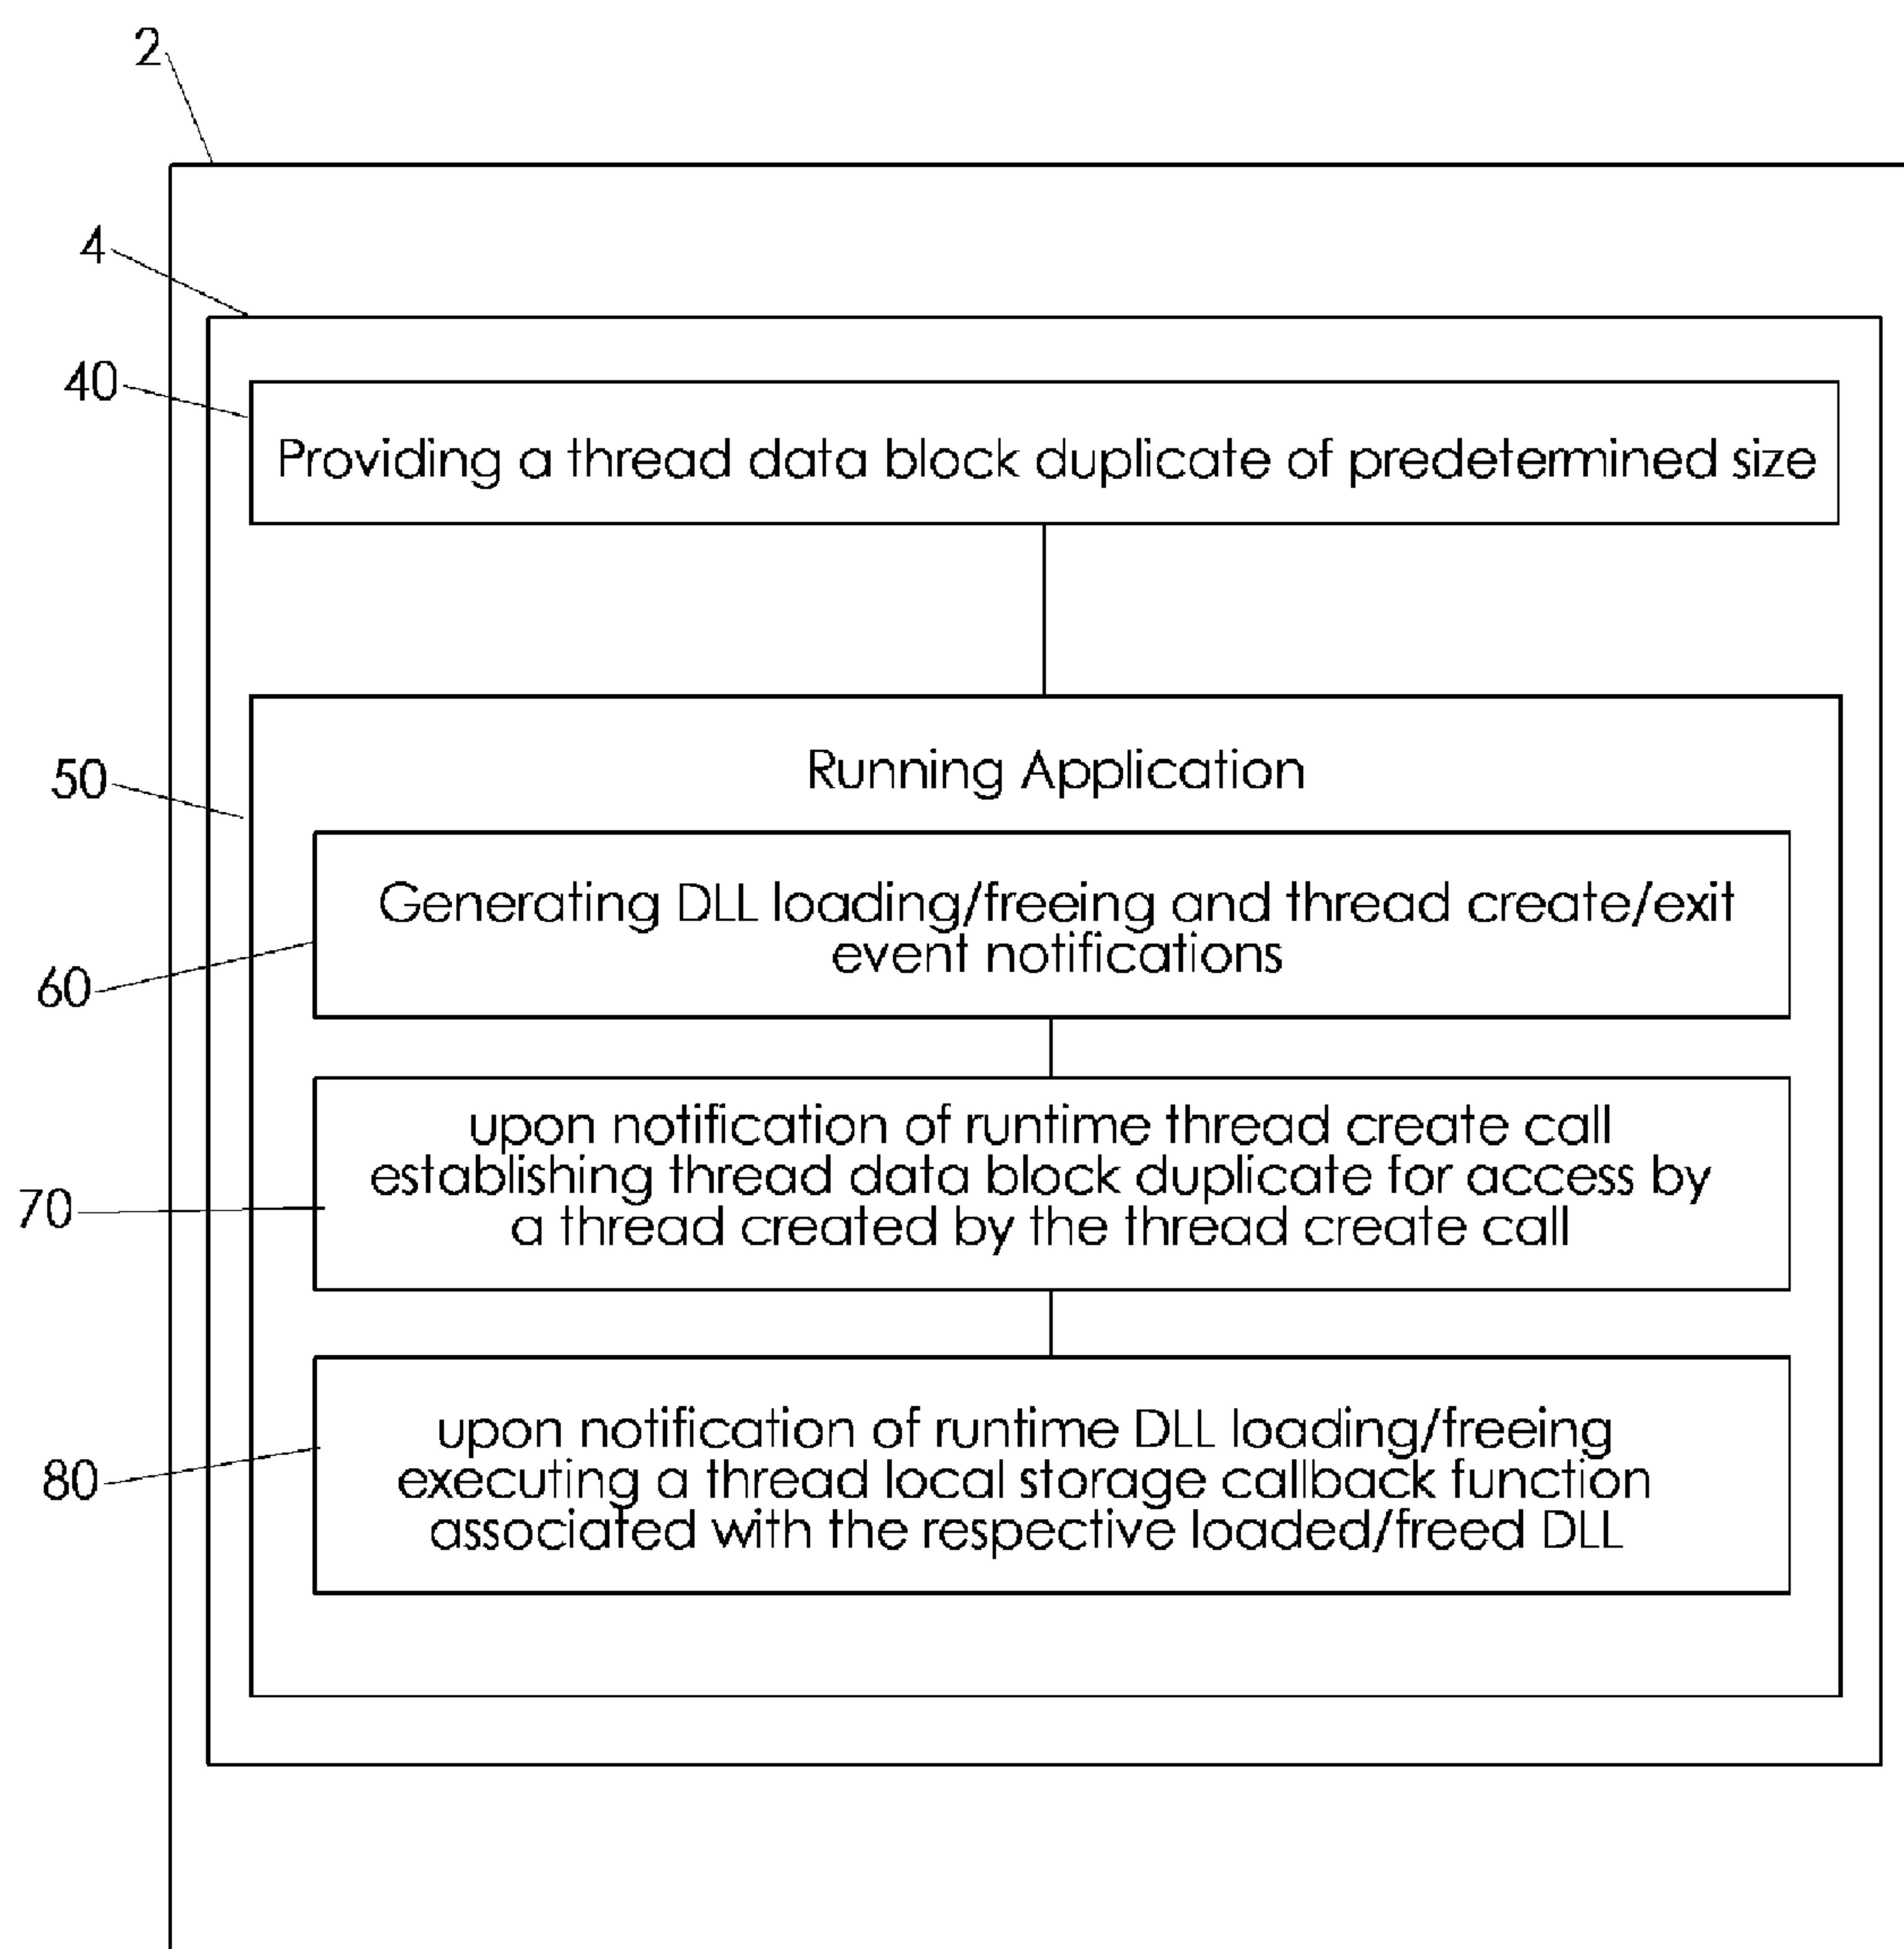 2
4
40
Providing a thread data block duplicate of predetermined size
50
Running Application
Generating DLL loading/freeing and thread create/exit
event notifications
60
upon notification of runtime thread create call
establishing thread data block duplicate for access by
a thread created by the thread create call
70
upon notification of runtime DLL loading/freeing
executing a thread local storage callback function
associated with the respective loaded/freed DLL
80